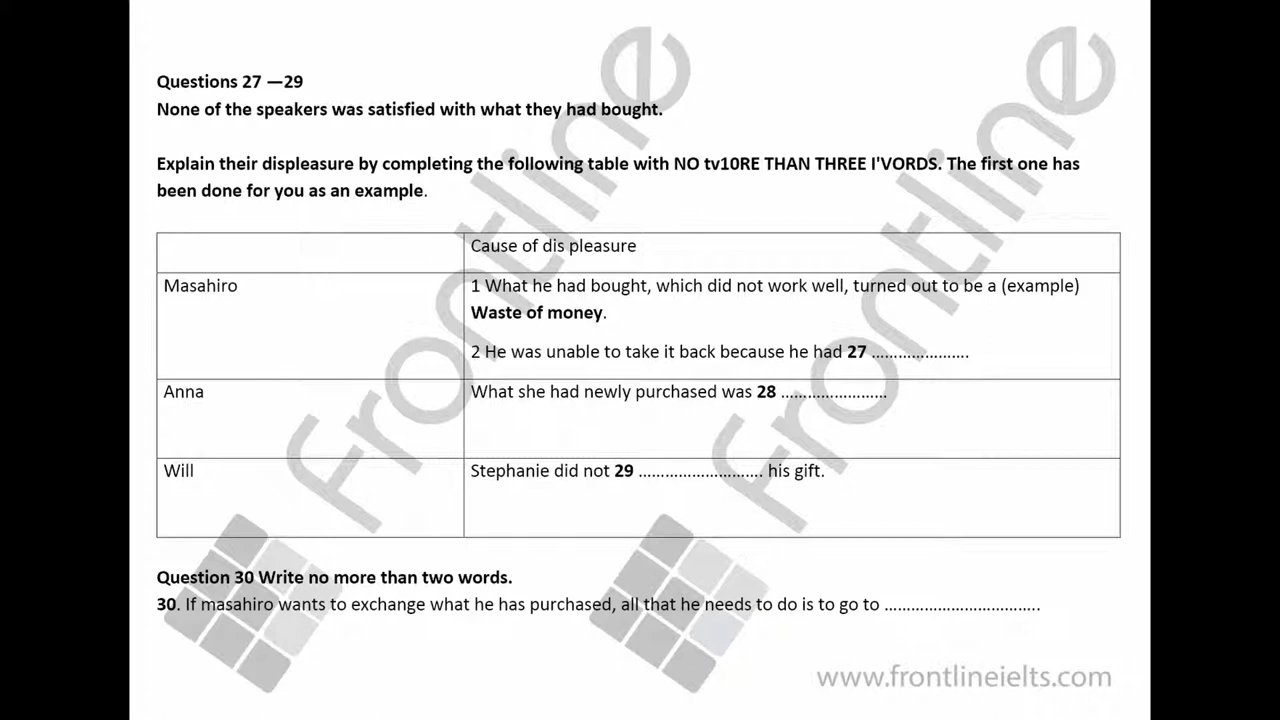 Questions 27 —29
None of the speakers was satisfied with what they had bought.
Explain their displeasure by completing the following table with NO tv10RE THAN THREE I'VORDS. The first one has
been done for you as an example.
Cause of dis pleasure
Masahiro
1 What he had bought, which did not work well, turned out to be a (example)
Waste of money.
2 He was unable to take it back because he had 27 ......................
Anna
What she had newly purchased was 28 ........................
Will
Stephanie did not 29 ............................ his gift.
Question 30 Write no more than two words.
30. If masahiro wants to exchange what he has purchased, all that he needs to do is to go to ...................................
www.frontlineielts.com
frontline
frontline